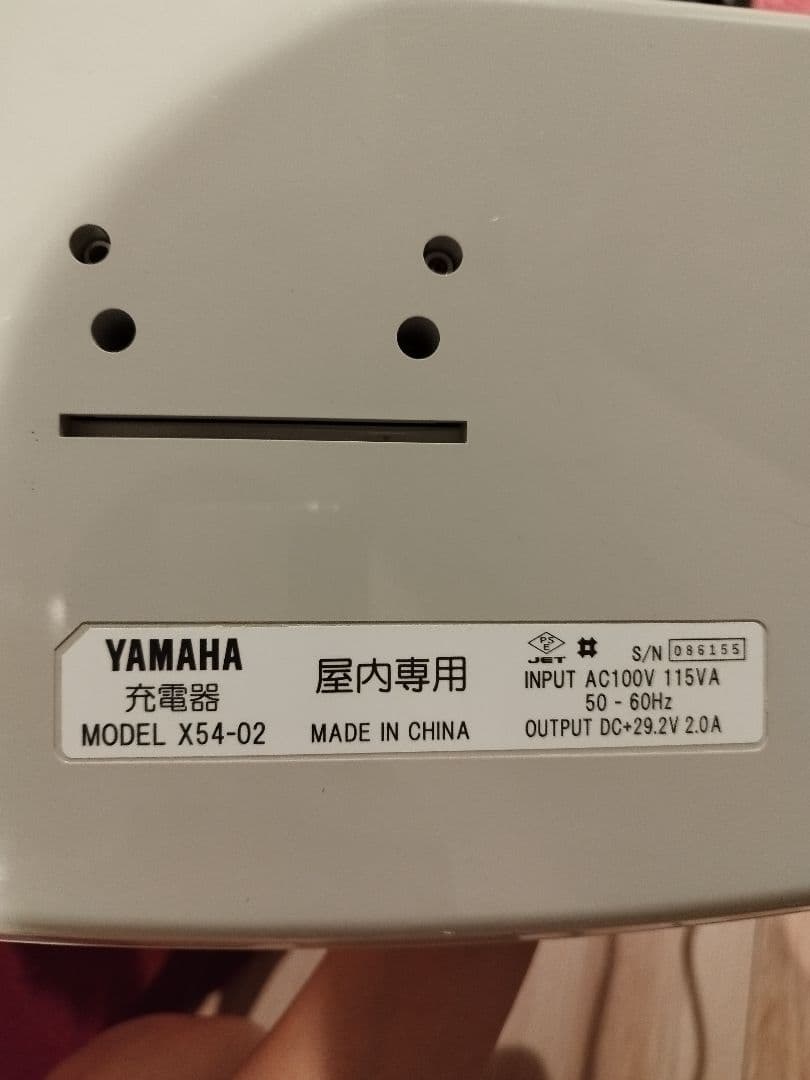 YAMAHA
充電器
MODEL X54-02
屋内専用
MADE IN CHINA
PSE
JET
S/N 086155
INPUT AC100V 115VA
50 - 60Hz
OUTPUT DC+29.2V 2.0A